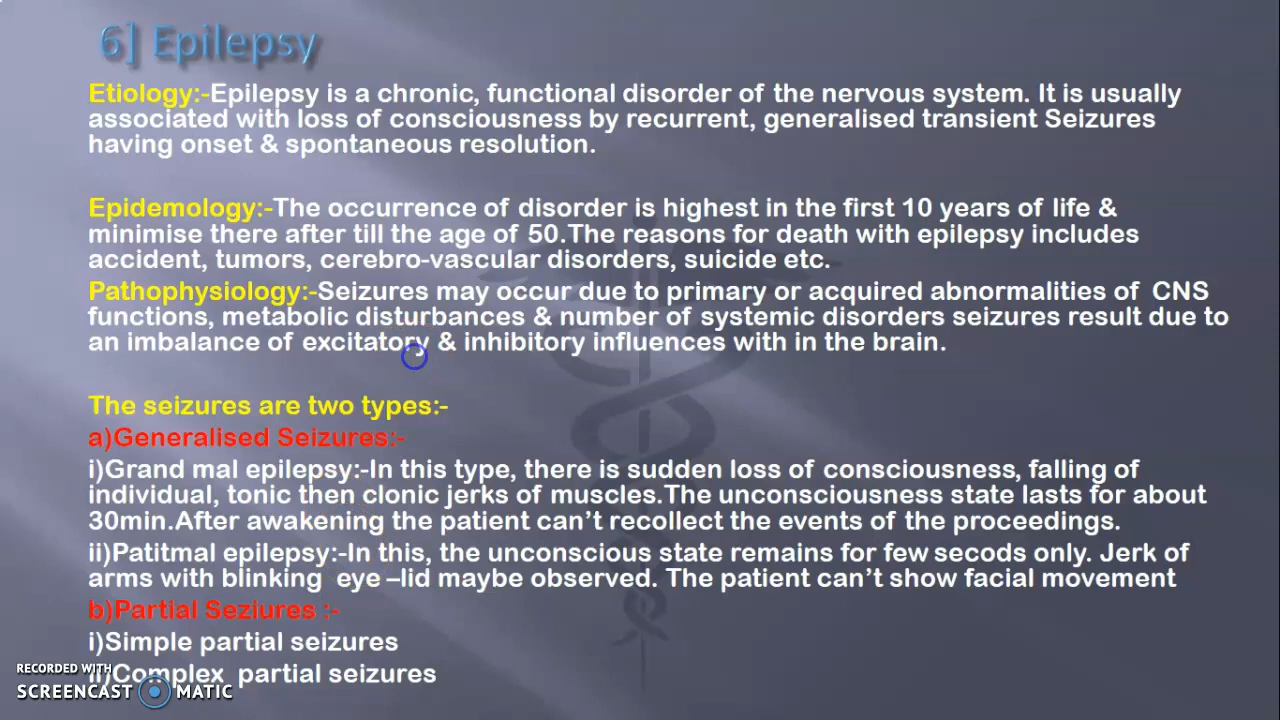 6] Epilepsy
Etiology:-Epilepsy is a chronic, functional disorder of the nervous system. It is usually
associated with loss of consciousness by recurrent, generalised transient Seizures
having onset & spontaneous resolution.
Epidemology:-The occurrence of disorder is highest in the first 10 years of life &
minimise there after till the age of 50.The reasons for death with epilepsy includes
accident, tumors, cerebro-vascular disorders, suicide etc.
Pathophysiology:-Seizures may occur due to primary or acquired abnormalities of CNS
functions, metabolic disturbances & number of systemic disorders seizures result due to
an imbalance of excitatory & inhibitory influences with in the brain.
The seizures are two types:-
a)Generalised Seizures:-
i)Grand mal epilepsy:-In this type, there is sudden loss of consciousness, falling of
individual, tonic then clonic jerks of muscles.The unconsciousness state lasts for about
30min.After awakening the patient can't recollect the events of the proceedings.
ii)Patitmal epilepsy:-In this, the unconscious state remains for few secods only. Jerk of
arms with blinking eye –lid maybe observed. The patient can't show facial movement
b)Partial Seziures :-
i)Simple partial seizures
ii)Complex partial seizures
RECORDED WITH
SCREENCAST MATIC